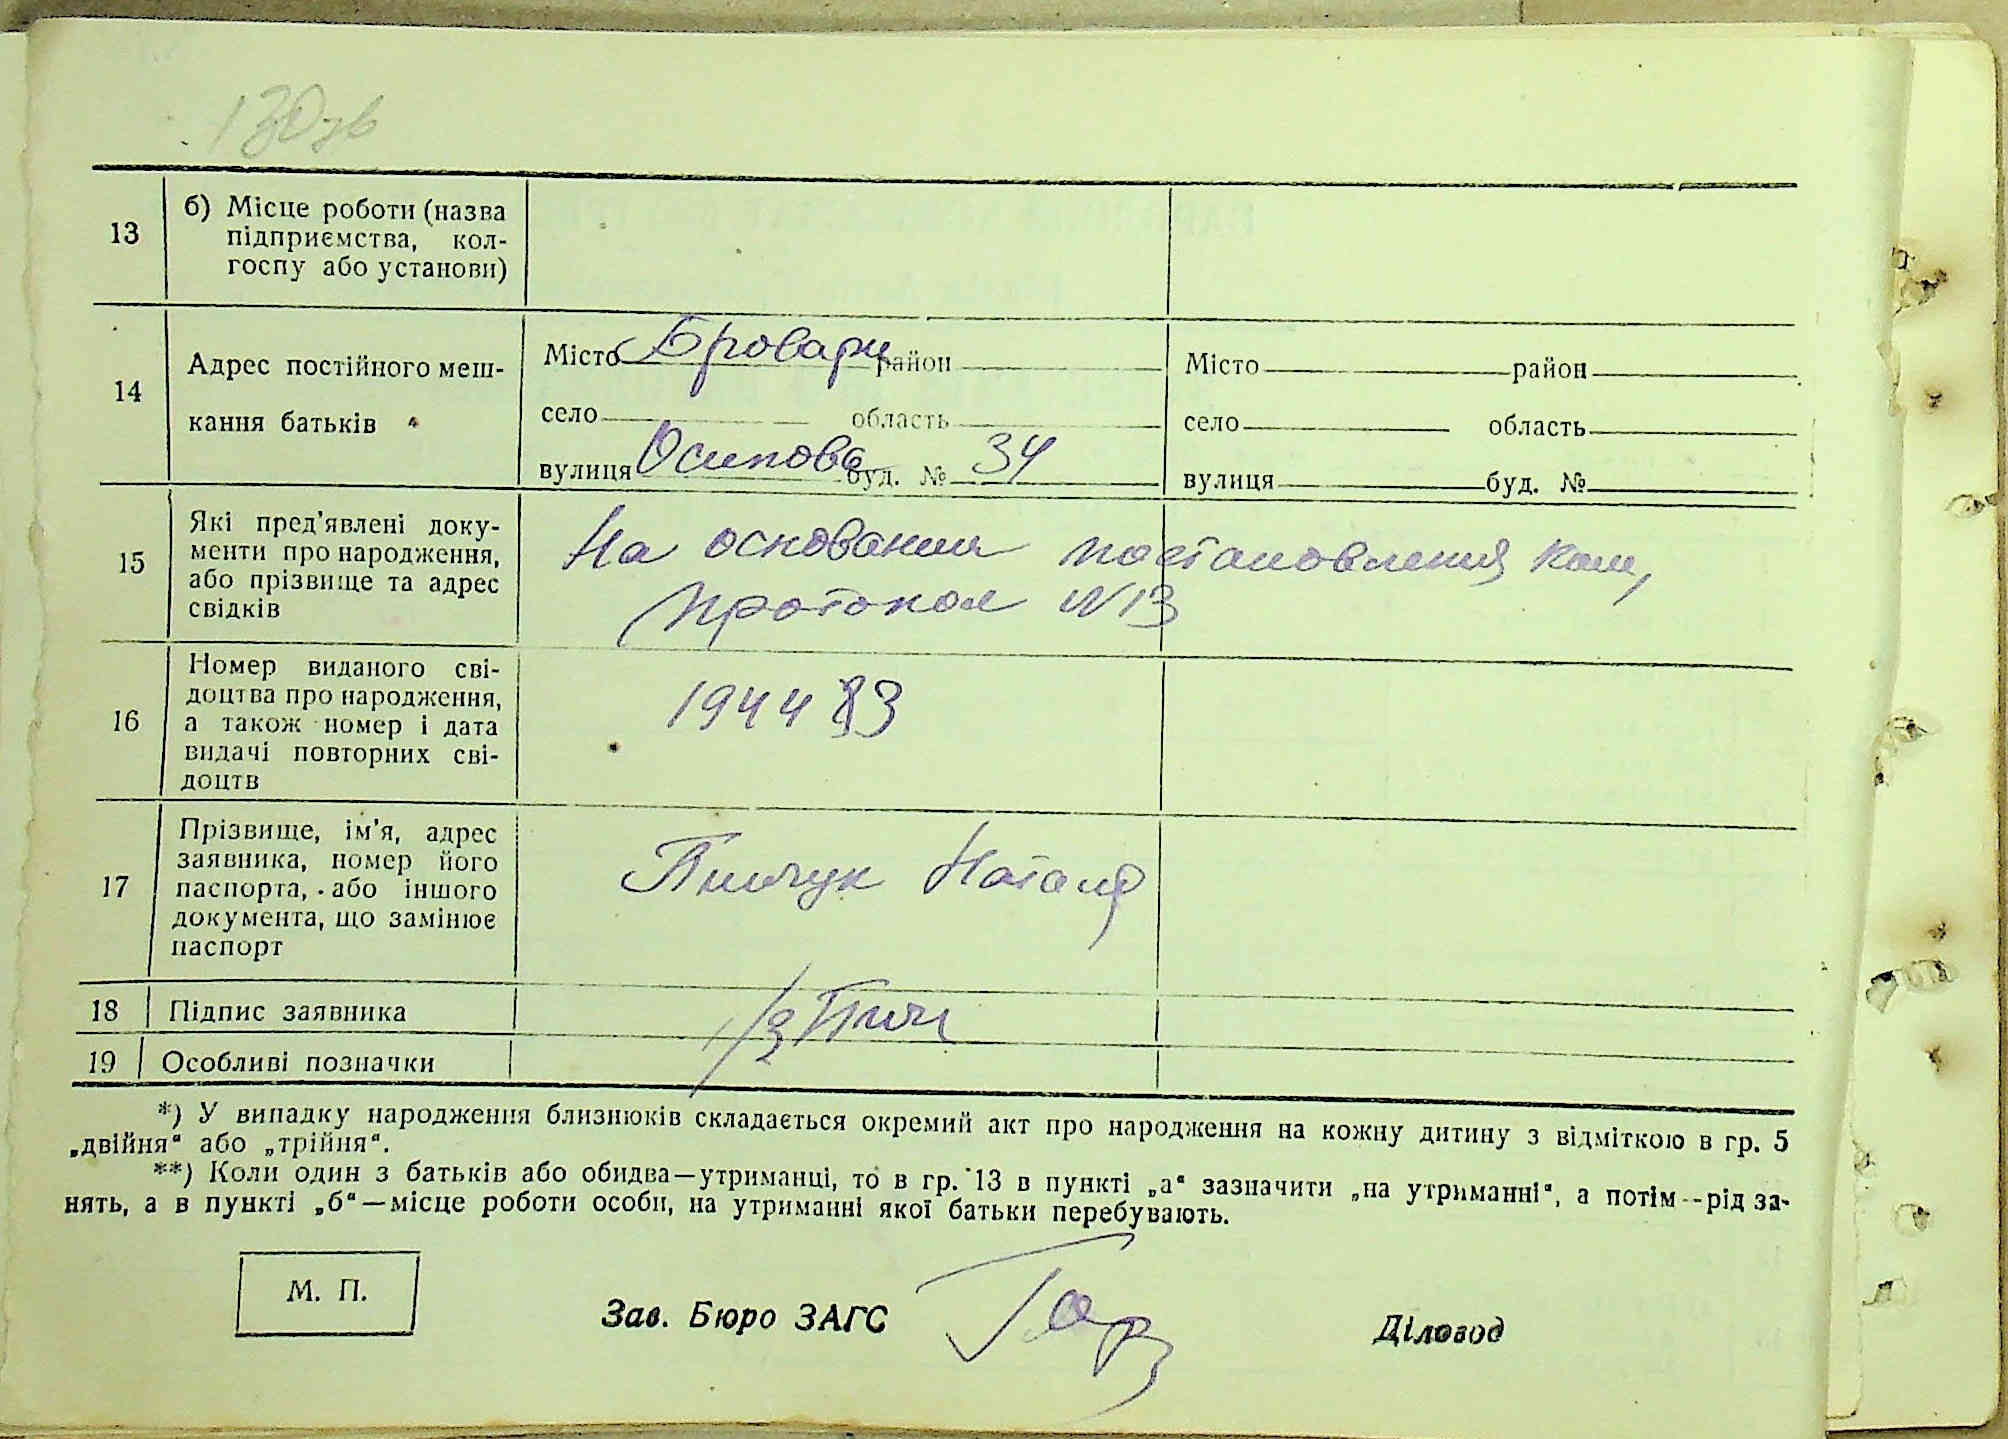 130зв
13
б) Місце роботи (назва
підприємства, кол-
госпу або установи)
14
Адрес постійного меш-
кання батьків
Місто Бровари район
село область
вулиця Осипова буд. № 34
Місто район
село область
вулиця буд. №
15
Які пред'явлені доку-
менти про народження,
або прізвище та адрес
свідків
На основании постановления Ком,
Протокол N 13
16
Номер виданого сві-
доцтва про народження,
а також номер і дата
видачі повторних сві-
доцтв
17
Прізвище, ім'я, адрес
заявника, номер його
паспорта, або іншого
документа, що замінює
паспорт
Пинчук
18 Підпис заявника
19 Особливі позначки
*) У випадку народження близнюків складається окремий акт про народження на кожну дитину з відміткою в гр. 5
„двійня“ або „трійня“.
**) Коли один з батьків або обидва—утриманці, то в гр. 13 в пункті „а“ зазначити „на утриманні“, а потім—рід за-
нять, а в пункті „б“—місце роботи особи, на утриманні якої батьки перебувають.
М. П.
Зав. Бюро ЗАГС
Діловод